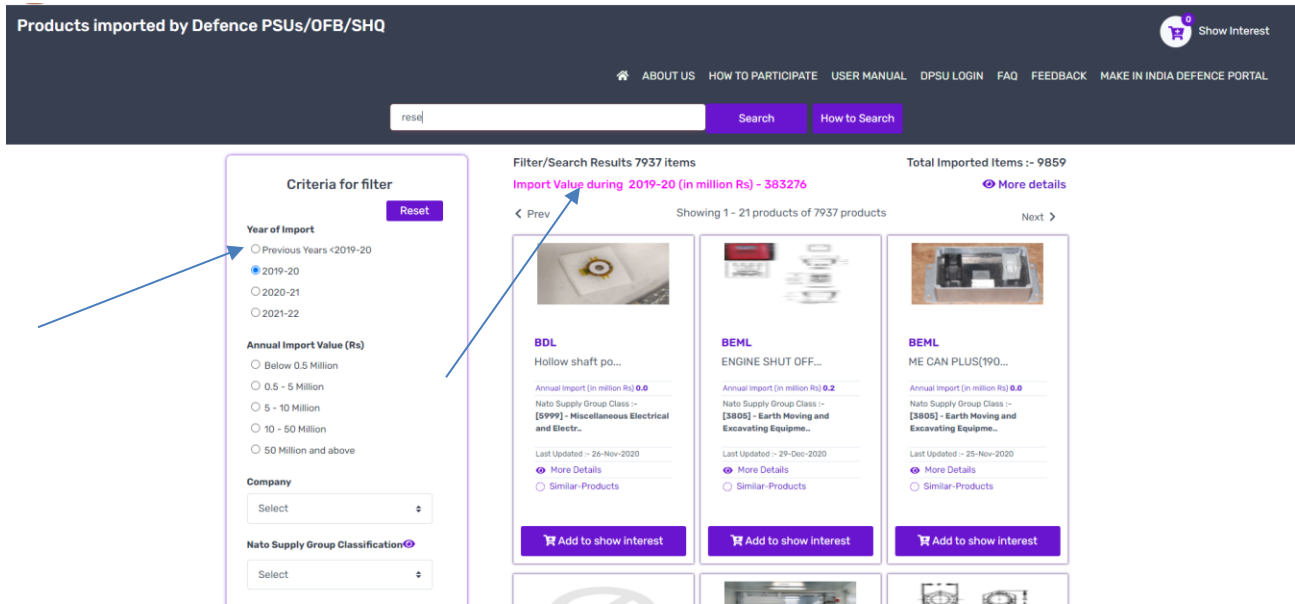 Products imported by Defence PSUs/OFB/SHQ
0
Show Interest
ABOUT US HOW TO PARTICIPATE USER MANUAL DPSU LOGIN FAQ FEEDBACK MAKE IN INDIA DEFENCE PORTAL
rese
Search
How to Search
Criteria for filter
Reset
Year of Import
Previous Years <2019-20
2019-20
2020-21
2021-22
Annual Import Value (Rs)
Below 0.5 Million
0.5 - 5 Million
5 - 10 Million
10 - 50 Million
50 Million and above
Company
Select
Nato Supply Group Classification
Select
Filter/Search Results 7937 items
Total Imported Items :- 9859
Import Value during 2019-20 (in million Rs) - 383276
More details
Prev
Showing 1 - 21 products of 7937 products
Next
BDL
Hollow shaft po...
Annual Import (in million Rs) 0.0
Nato Supply Group Class :-
[5999] - Miscellaneous Electrical
and Electr..
Last Updated :- 26-Nov-2020
More Details
Similar-Products
Add to show interest
BEML
ENGINE SHUT OFF...
Annual Import (in million Rs) 0.2
Nato Supply Group Class :-
[3805] - Earth Moving and
Excavating Equipme..
Last Updated :- 29-Dec-2020
More Details
Similar-Products
Add to show interest
BEML
ME CAN PLUS(190...
Annual Import (in million Rs) 0.0
Nato Supply Group Class :-
[3805] - Earth Moving and
Excavating Equipme..
Last Updated :- 25-Nov-2020
More Details
Similar-Products
Add to show interest